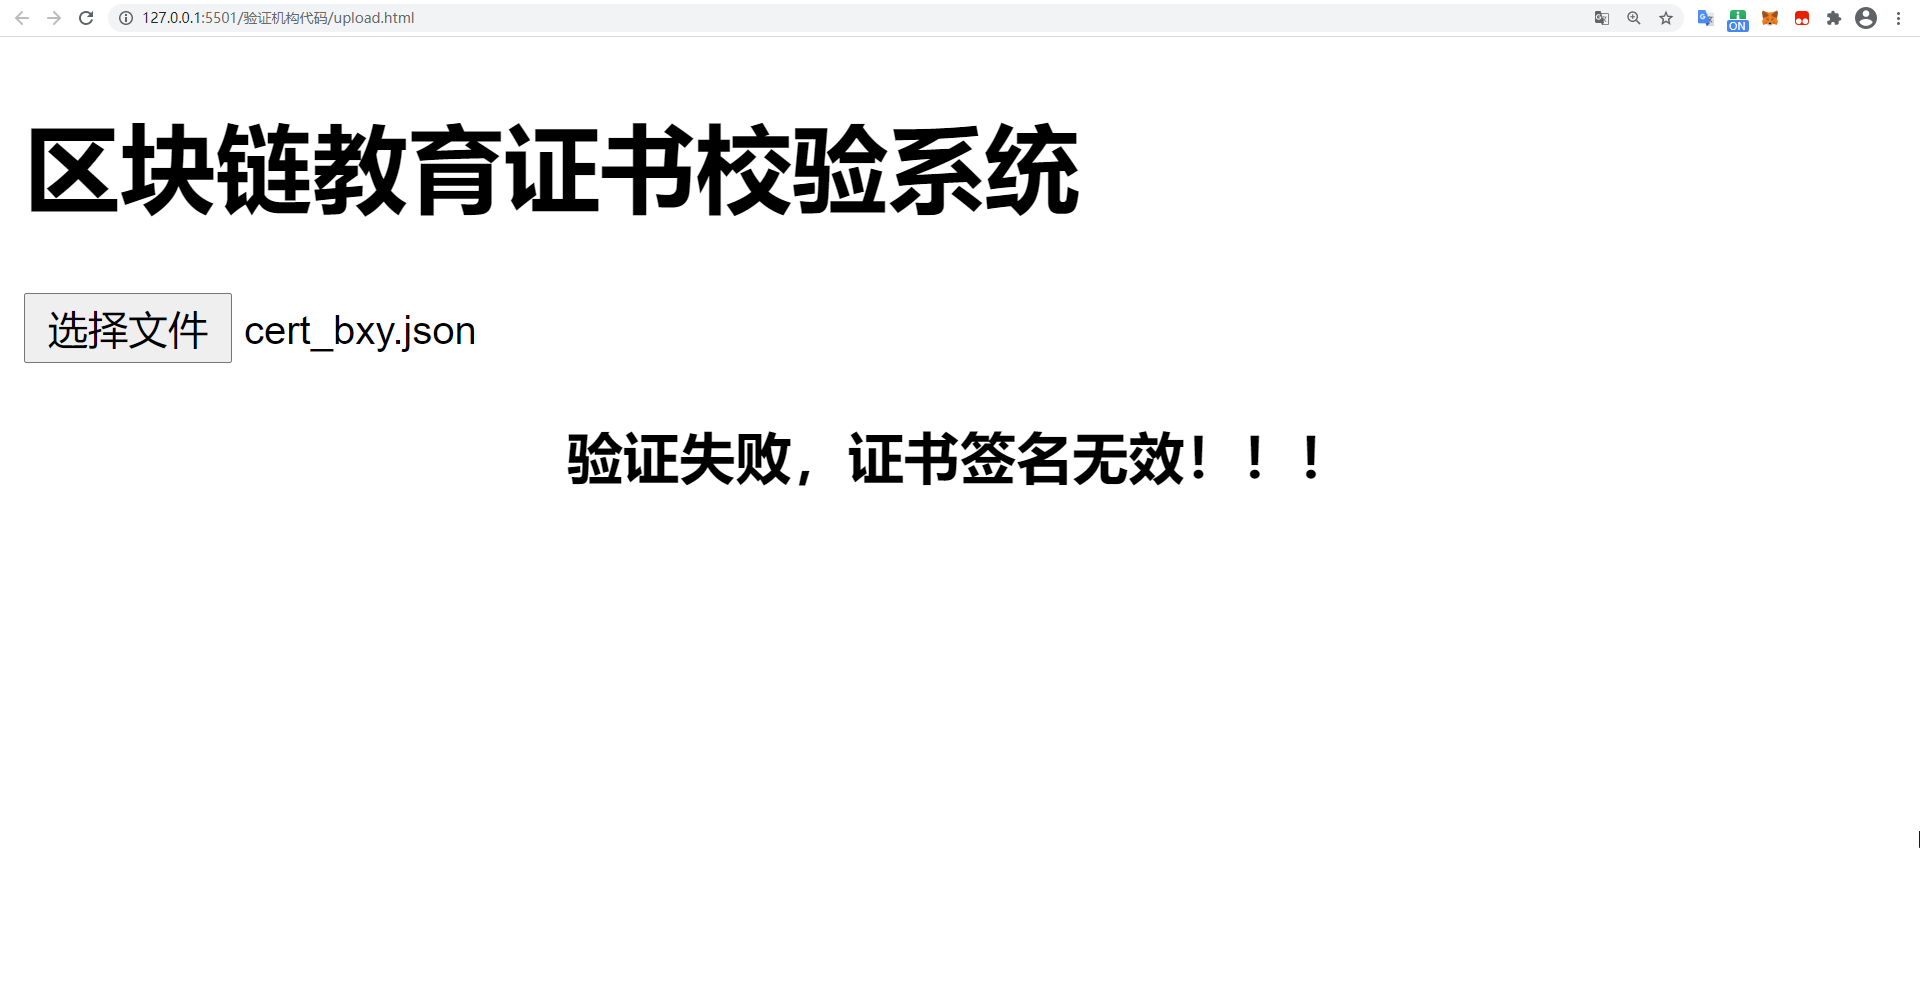 127.0.0.1:5501/验证机构代码/upload.html
ON
区块链教育证书校验系统
选择文件 cert_bxy.json
验证失败，证书签名无效！！！